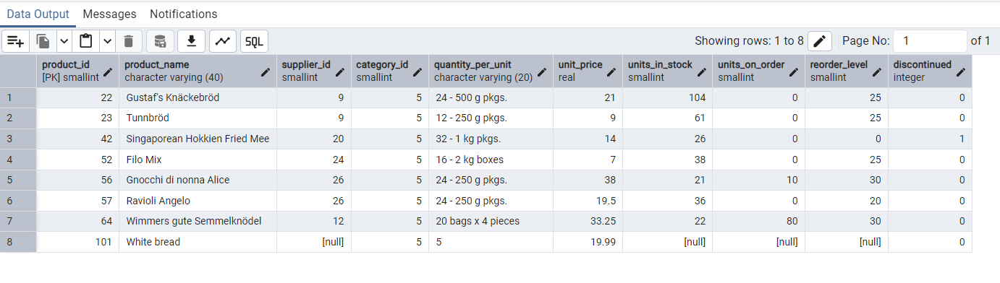 Data Output Messages Notifications
SQL Showing rows: 1 to 8 Page No: 1 of 1
product_id product_name supplier_id category_id quantity_per_unit unit_price units_in_stock units_on_order reorder_level discontinued
[PK] smallint character varying (40) smallint smallint character varying (20) real smallint smallint smallint integer
1 22 Gustaf's Knäckebröd 9 5 24 - 500 g pkgs. 21 104 0 25 0
2 23 Tunnbröd 9 5 12 - 250 g pkgs. 9 61 0 25 0
3 42 Singaporean Hokkien Fried Mee 20 5 32 - 1 kg pkgs. 14 26 0 0 1
4 52 Filo Mix 24 5 16 - 2 kg boxes 7 38 0 25 0
5 56 Gnocchi di nonna Alice 26 5 24 - 250 g pkgs. 38 21 10 30 0
6 57 Ravioli Angelo 26 5 24 - 250 g pkgs. 19.5 36 0 20 0
7 64 Wimmers gute Semmelknödel 12 5 20 bags x 4 pieces 33.25 22 80 30 0
8 101 White bread [null] 5 5 19.99 [null] [null] [null] 0